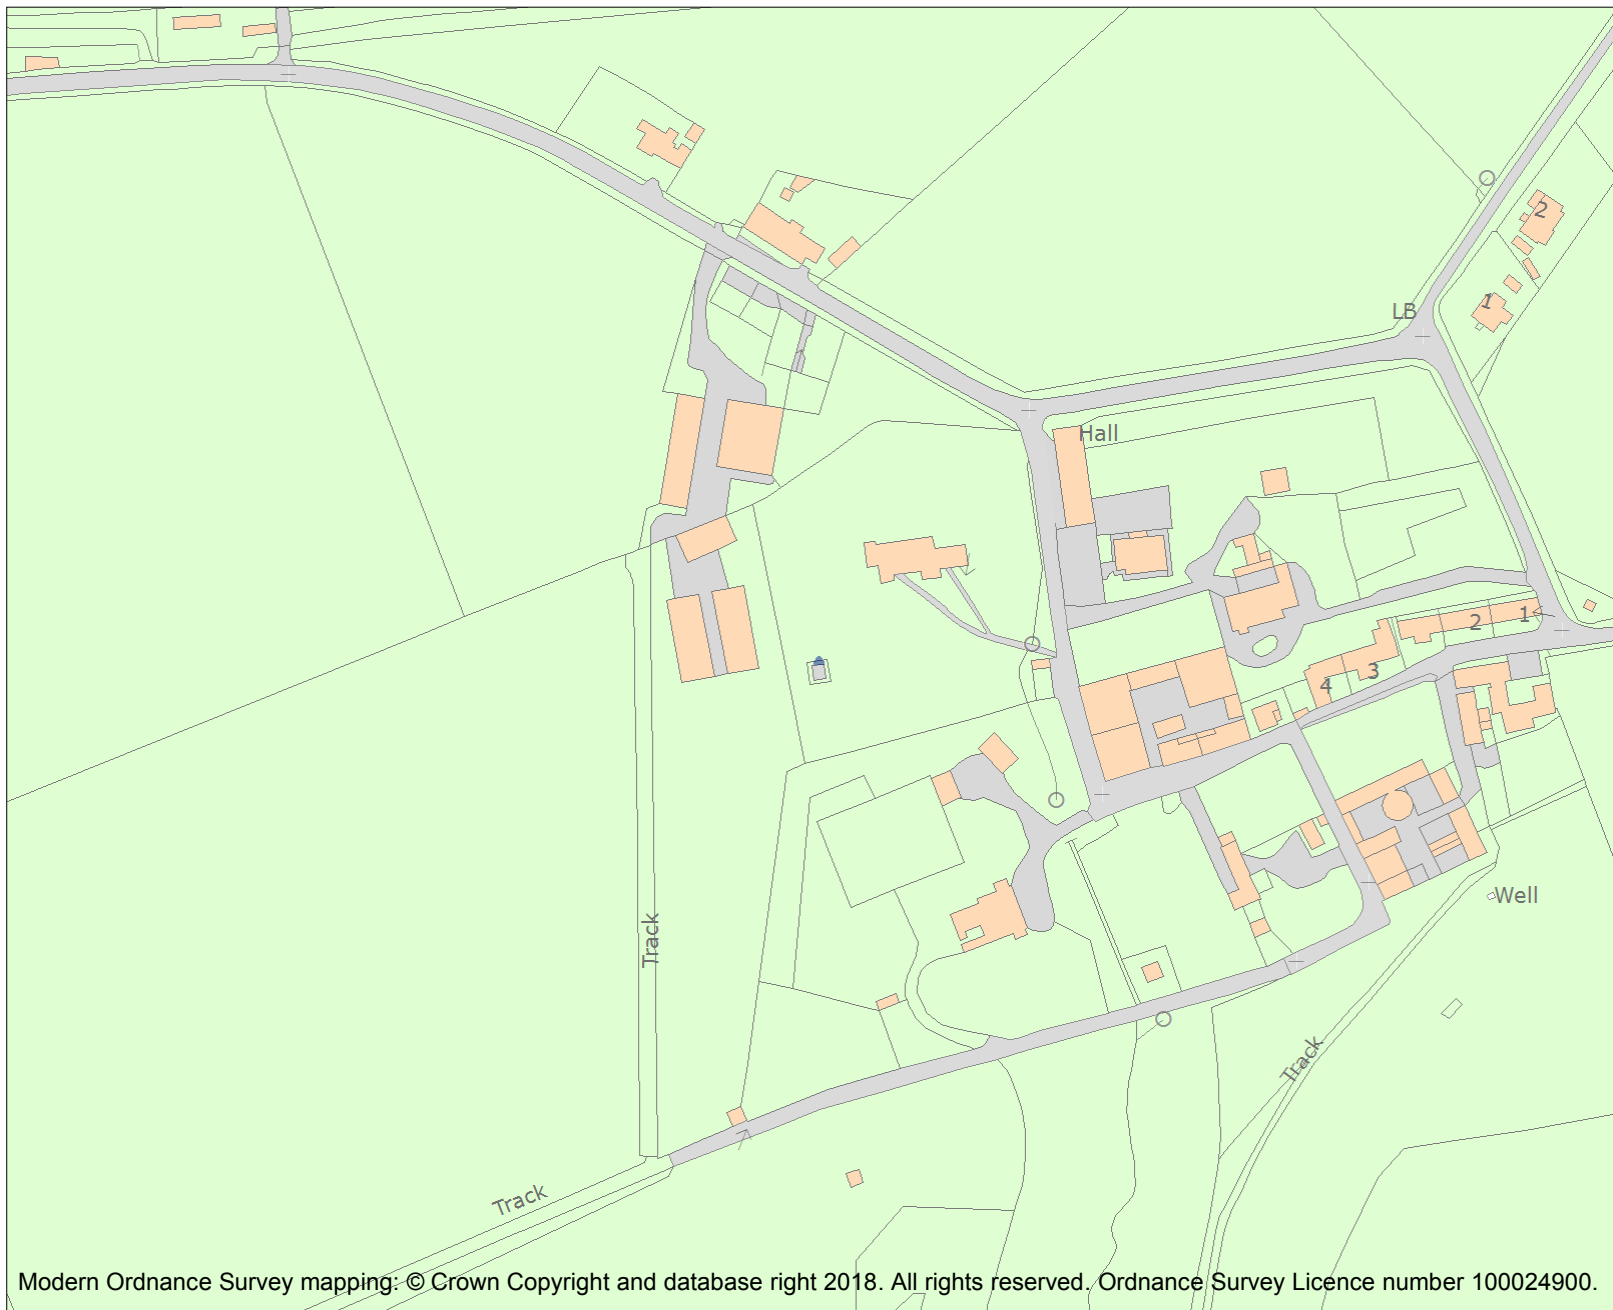 2
1
LB
Hall
1
2
3
4
Well
Track
Track
Track
Modern Ordnance Survey mapping: © Crown Copyright and database right 2018. All rights reserved. Ordnance Survey Licence number 100024900.